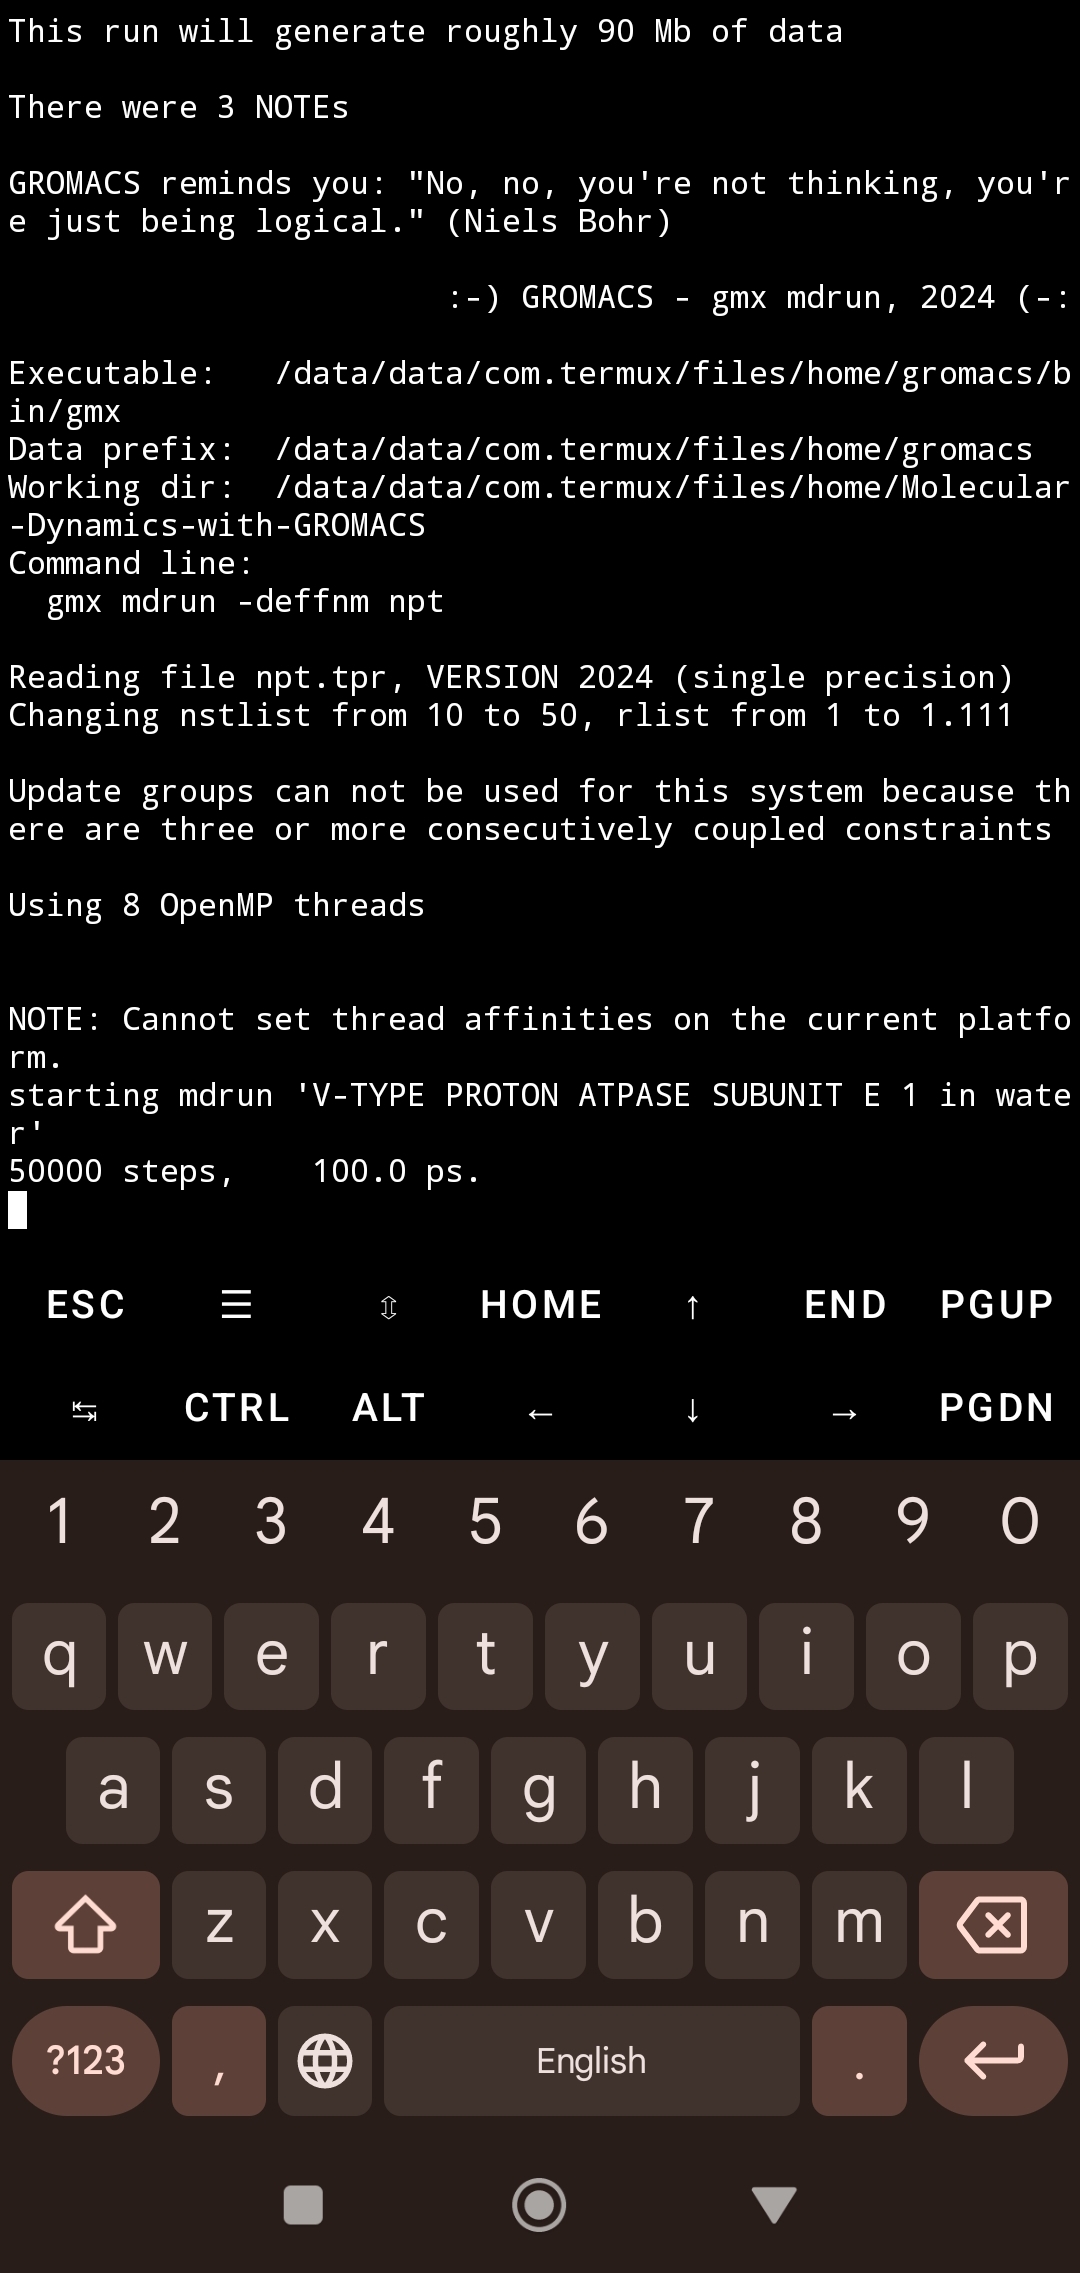 This run will generate roughly 90 Mb of data
There were 3 NOTEs
GROMACS reminds you: "No, no, you're not thinking, you'r
e just being logical." (Niels Bohr)
:-) GROMACS - gmx mdrun, 2024 (-:
Executable:   /data/data/com.termux/files/home/gromacs/b
in/gmx
Data prefix:  /data/data/com.termux/files/home/gromacs
Working dir:  /data/data/com.termux/files/home/Molecular
-Dynamics-with-GROMACS
Command line:
  gmx mdrun -deffnm npt
Reading file npt.tpr, VERSION 2024 (single precision)
Changing nstlist from 10 to 50, rlist from 1 to 1.111
Update groups can not be used for this system because th
ere are three or more consecutively coupled constraints
Using 8 OpenMP threads
NOTE: Cannot set thread affinities on the current platfo
rm.
starting mdrun 'V-TYPE PROTON ATPASE SUBUNIT E 1 in wate
r'
50000 steps,    100.0 ps.
ESC ☰ ⇳ HOME ↑ END PGUP
↹ CTRL ALT ← ↓ → PGDN
1 2 3 4 5 6 7 8 9 0
q w e r t y u i o p
a s d f g h j k l
z x c v b n m
?123 , English .